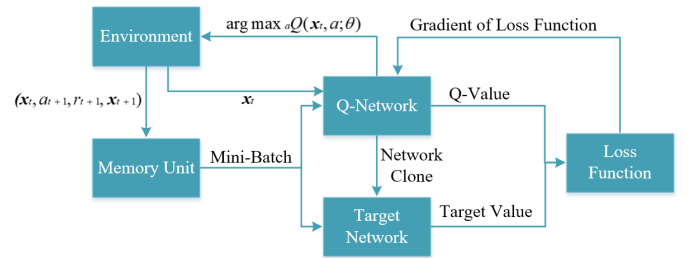 arg max ₐQ(xₜ, a; θ)
Gradient of Loss Function
Environment
(xₜ, aₜ₊₁, rₜ₊₁, xₜ₊₁)
xₜ
Q-Network
Q-Value
Memory Unit
Mini-Batch
Network
Clone
Loss
Function
Target
Network
Target Value